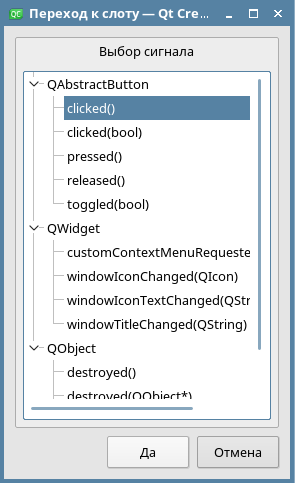 Переход к слоту — Qt Cre...
Выбор сигнала
QAbstractButton
clicked()
clicked(bool)
pressed()
released()
toggled(bool)
QWidget
customContextMenuRequeste
windowIconChanged(QIcon)
windowIconTextChanged(QStr
windowTitleChanged(QString)
QObject
destroyed()
destroyed(QObject*)
Да
Отмена